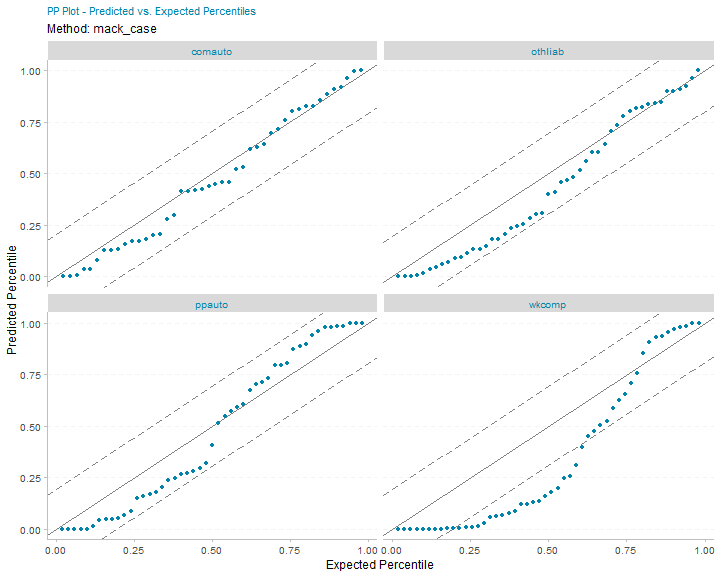 PP Plot - Predicted vs. Expected Percentiles
Method: mack_case
comauto
othliab
1.00
0.75
0.50
0.25
0.00
ppauto
wkcomp
1.00
0.75
0.50
0.25
0.00
Predicted Percentile
0.00 0.25 0.50 0.75 1.00 0.00 0.25 0.50 0.75 1.00
Expected Percentile